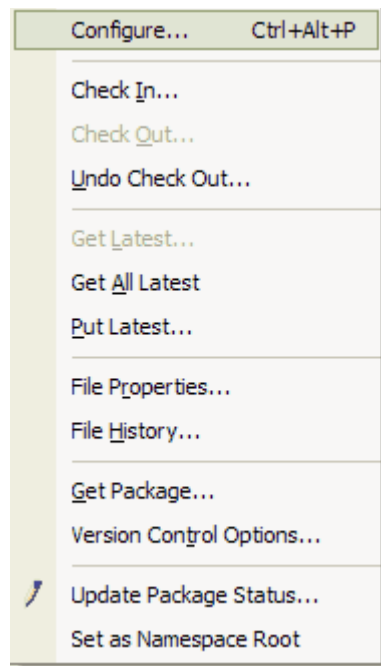 Configure... Ctrl+Alt+P
Check In...
Check Out...
Undo Check Out...
Get Latest...
Get All Latest
Put Latest...
File Properties...
File History...
Get Package...
Version Control Options...
Update Package Status...
Set as Namespace Root